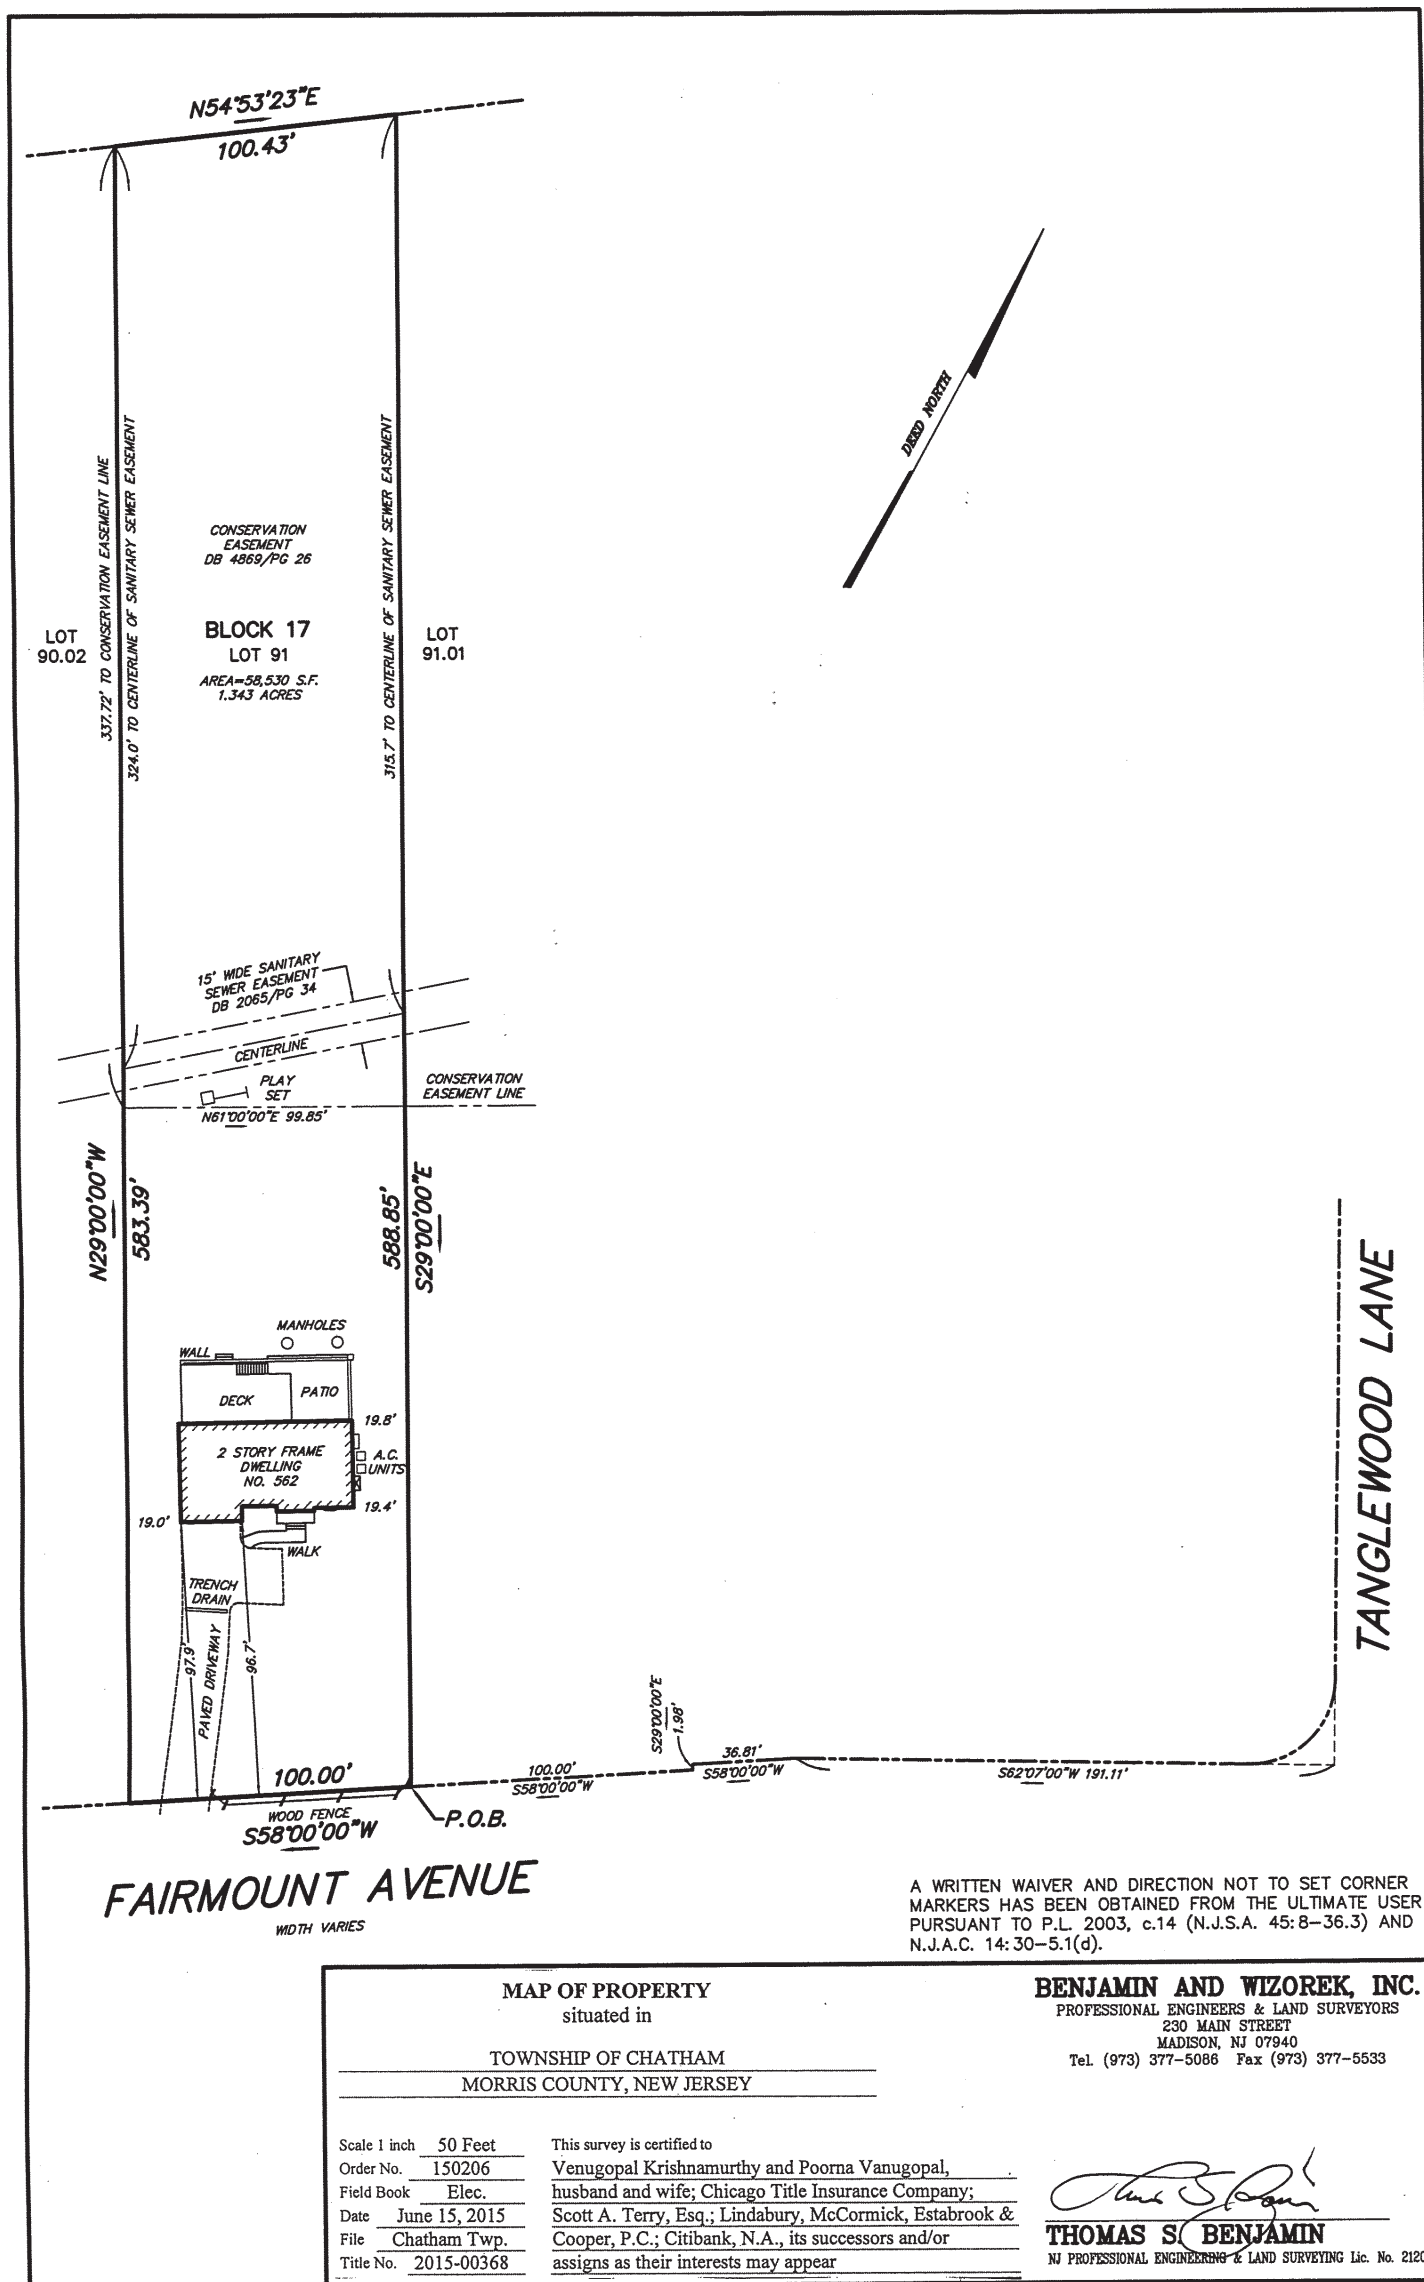 N54°53'23"E
100.43'
337.72' TO CONSERVATION EASEMENT LINE
324.0' TO CENTERLINE OF SANITARY SEWER EASEMENT
315.7' TO CENTERLINE OF SANITARY SEWER EASEMENT
DEED NORTH
CONSERVATION
EASEMENT
DB 4869/PG 26
LOT
90.02
BLOCK 17
LOT 91
AREA=58,530 S.F.
1.343 ACRES
LOT
91.01
15' WIDE SANITARY
SEWER EASEMENT
DB 2065/PG 34
CENTERLINE
PLAY
SET
CONSERVATION
EASEMENT LINE
N61°00'00"E 99.85'
N29°00'00"W
583.39'
588.85'
S29°00'00"E
MANHOLES
WALL
DECK
PATIO
19.8'
2 STORY FRAME
DWELLING
NO. 562
A.C.
UNITS
19.4'
19.0'
WALK
TRENCH
DRAIN
97.9'
PAVED DRIVEWAY
96.7'
TANGLEWOOD LANE
S29°00'00"E
1.98'
100.00'
WOOD FENCE
S58°00'00"W
P.O.B.
100.00'
S58°00'00"W
36.81'
S58°00'00"W
S62°07'00"W 191.11'
FAIRMOUNT AVENUE
WIDTH VARIES
A WRITTEN WAIVER AND DIRECTION NOT TO SET CORNER
MARKERS HAS BEEN OBTAINED FROM THE ULTIMATE USER
PURSUANT TO P.L. 2003, c.14 (N.J.S.A. 45:8-36.3) AND
N.J.A.C. 14:30-5.1(d).
MAP OF PROPERTY
situated in
TOWNSHIP OF CHATHAM
MORRIS COUNTY, NEW JERSEY
BENJAMIN AND WIZOREK, INC.
PROFESSIONAL ENGINEERS & LAND SURVEYORS
230 MAIN STREET
MADISON, NJ 07940
Tel. (973) 377-5086 Fax (973) 377-5533
Scale 1 inch 50 Feet
Order No. 150206
Field Book Elec.
Date June 15, 2015
File Chatham Twp.
Title No. 2015-00368
This survey is certified to
Venugopal Krishnamurthy and Poorna Vanugopal,
husband and wife; Chicago Title Insurance Company;
Scott A. Terry, Esq.; Lindabury, McCormick, Estabrook &
Cooper, P.C.; Citibank, N.A., its successors and/or
assigns as their interests may appear
THOMAS S. BENJAMIN
NJ PROFESSIONAL ENGINEERING & LAND SURVEYING Lic. No. 2120